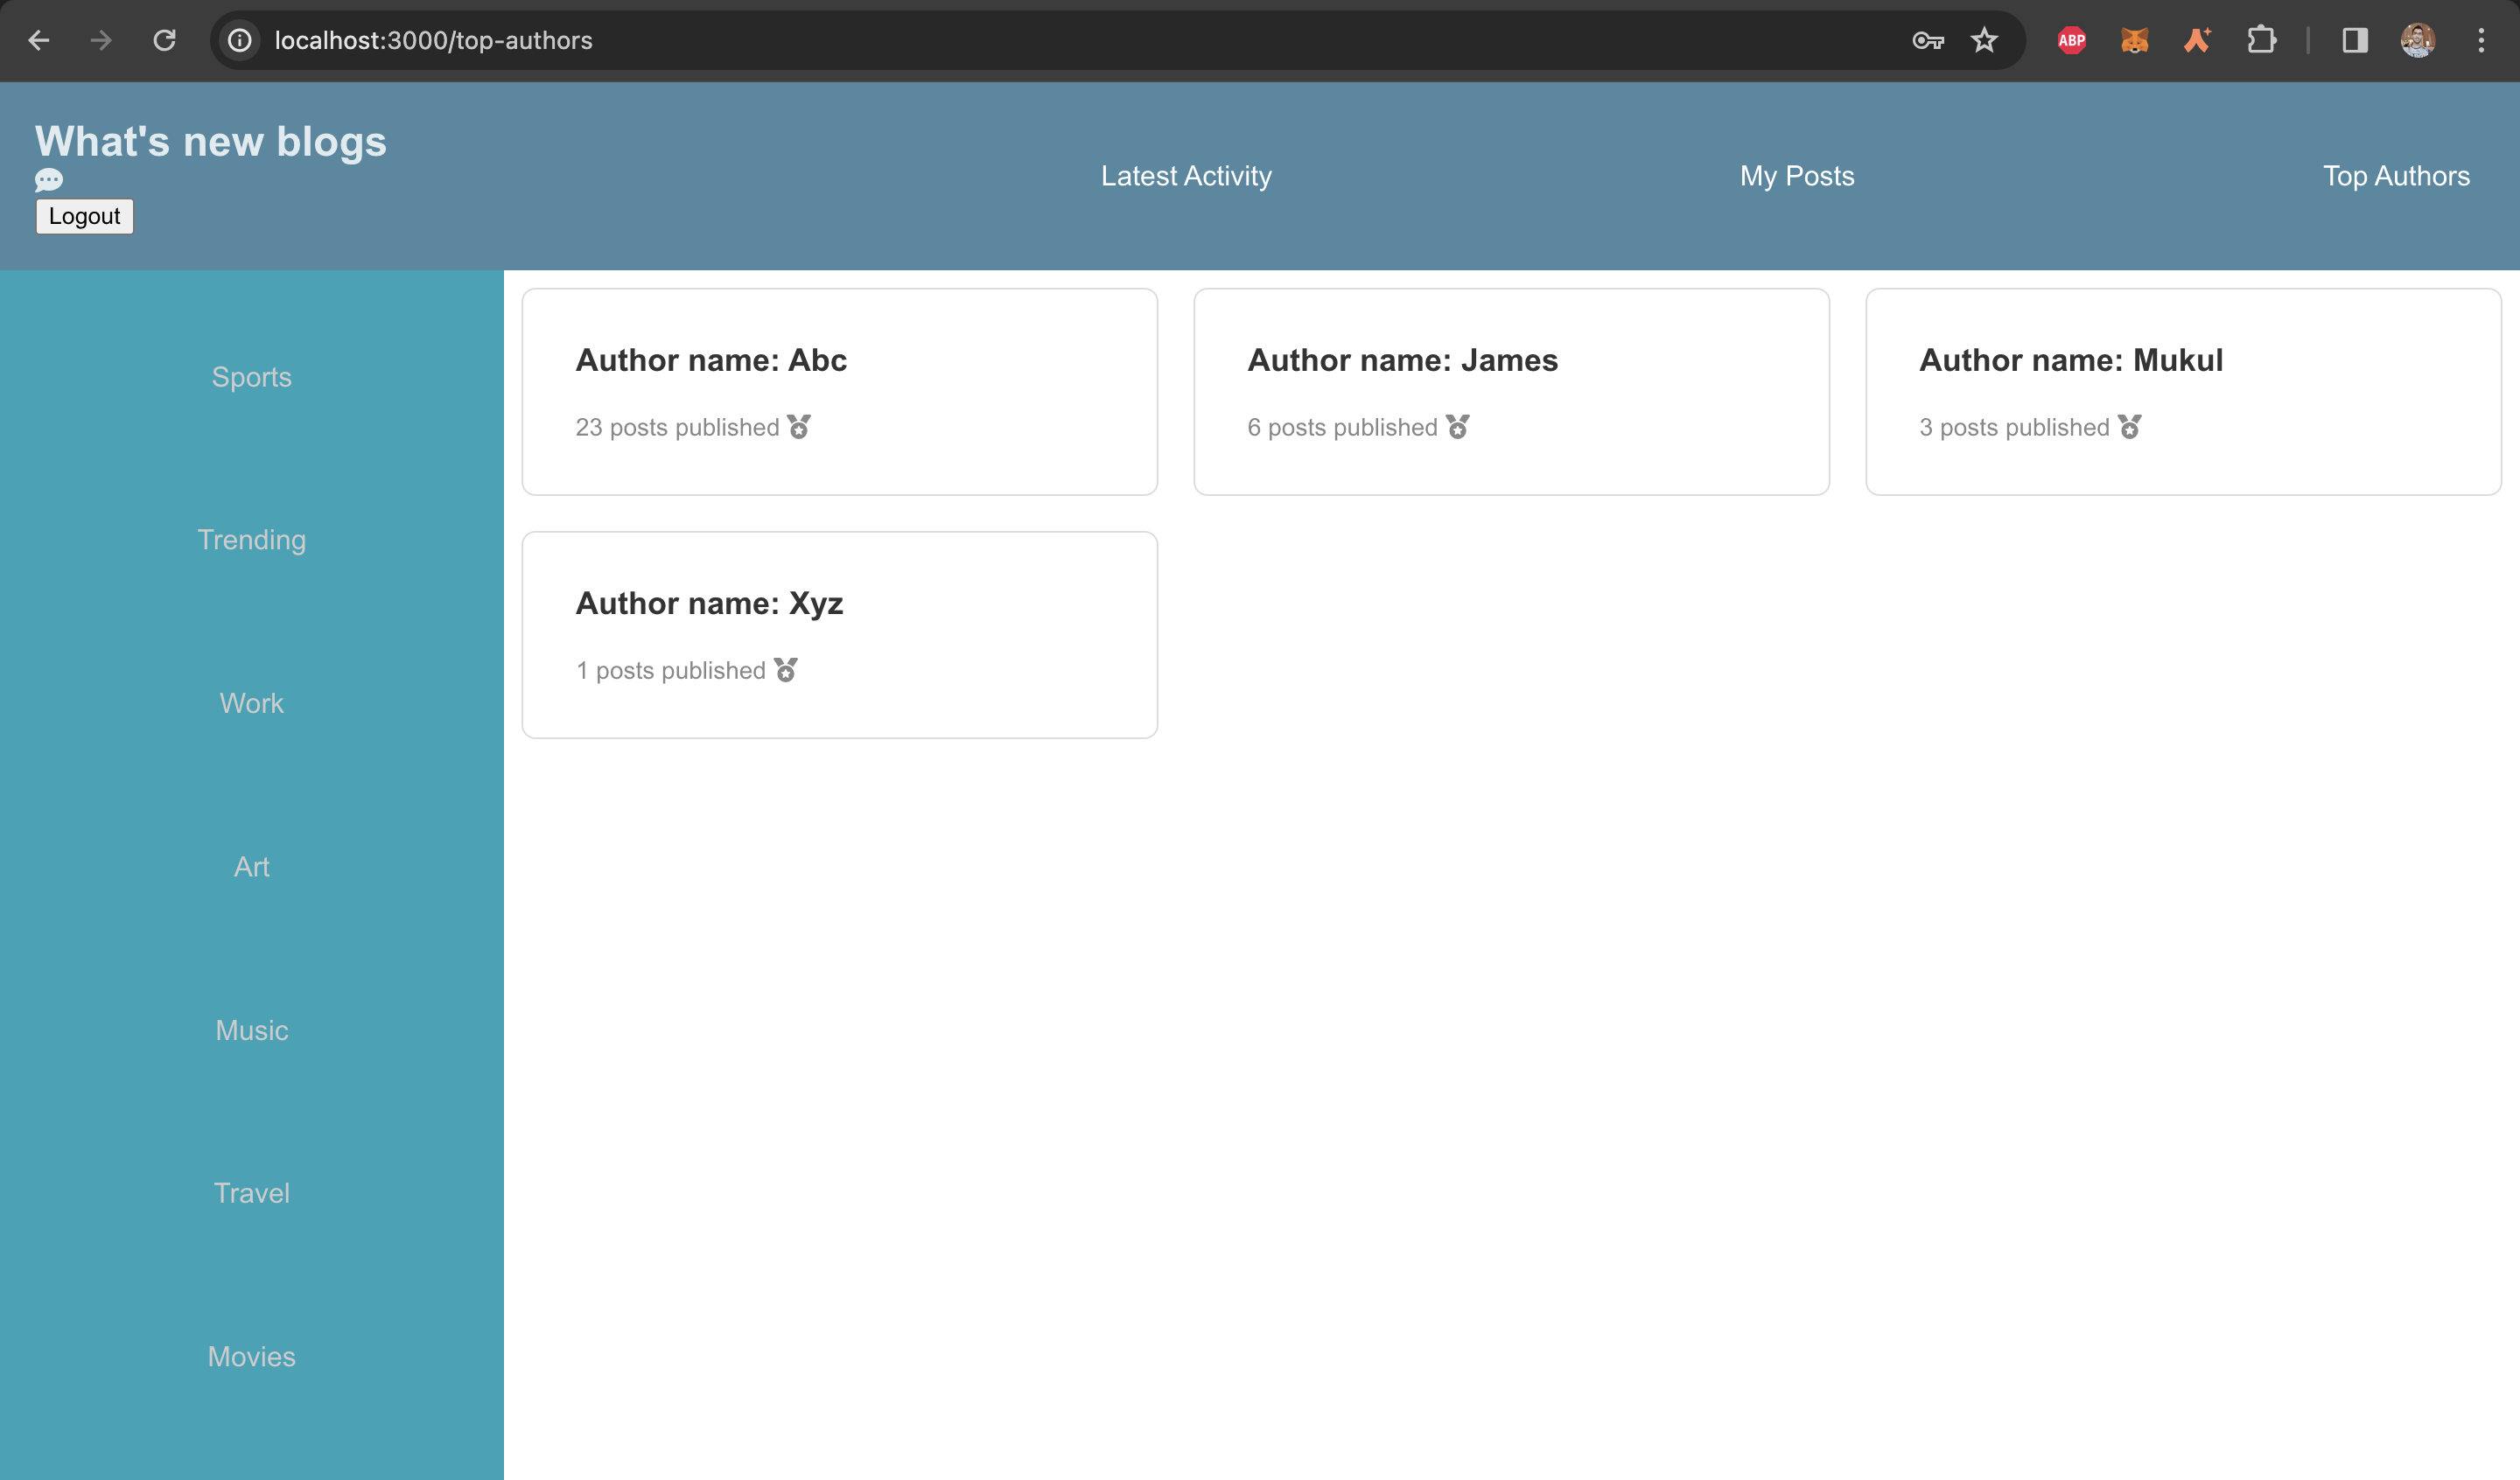 localhost:3000/top-authors
ABP
What's new blogs
Logout
Latest Activity
My Posts
Top Authors
Sports
Trending
Work
Art
Music
Travel
Movies
Author name: Abc
23 posts published
Author name: James
6 posts published
Author name: Mukul
3 posts published
Author name: Xyz
1 posts published